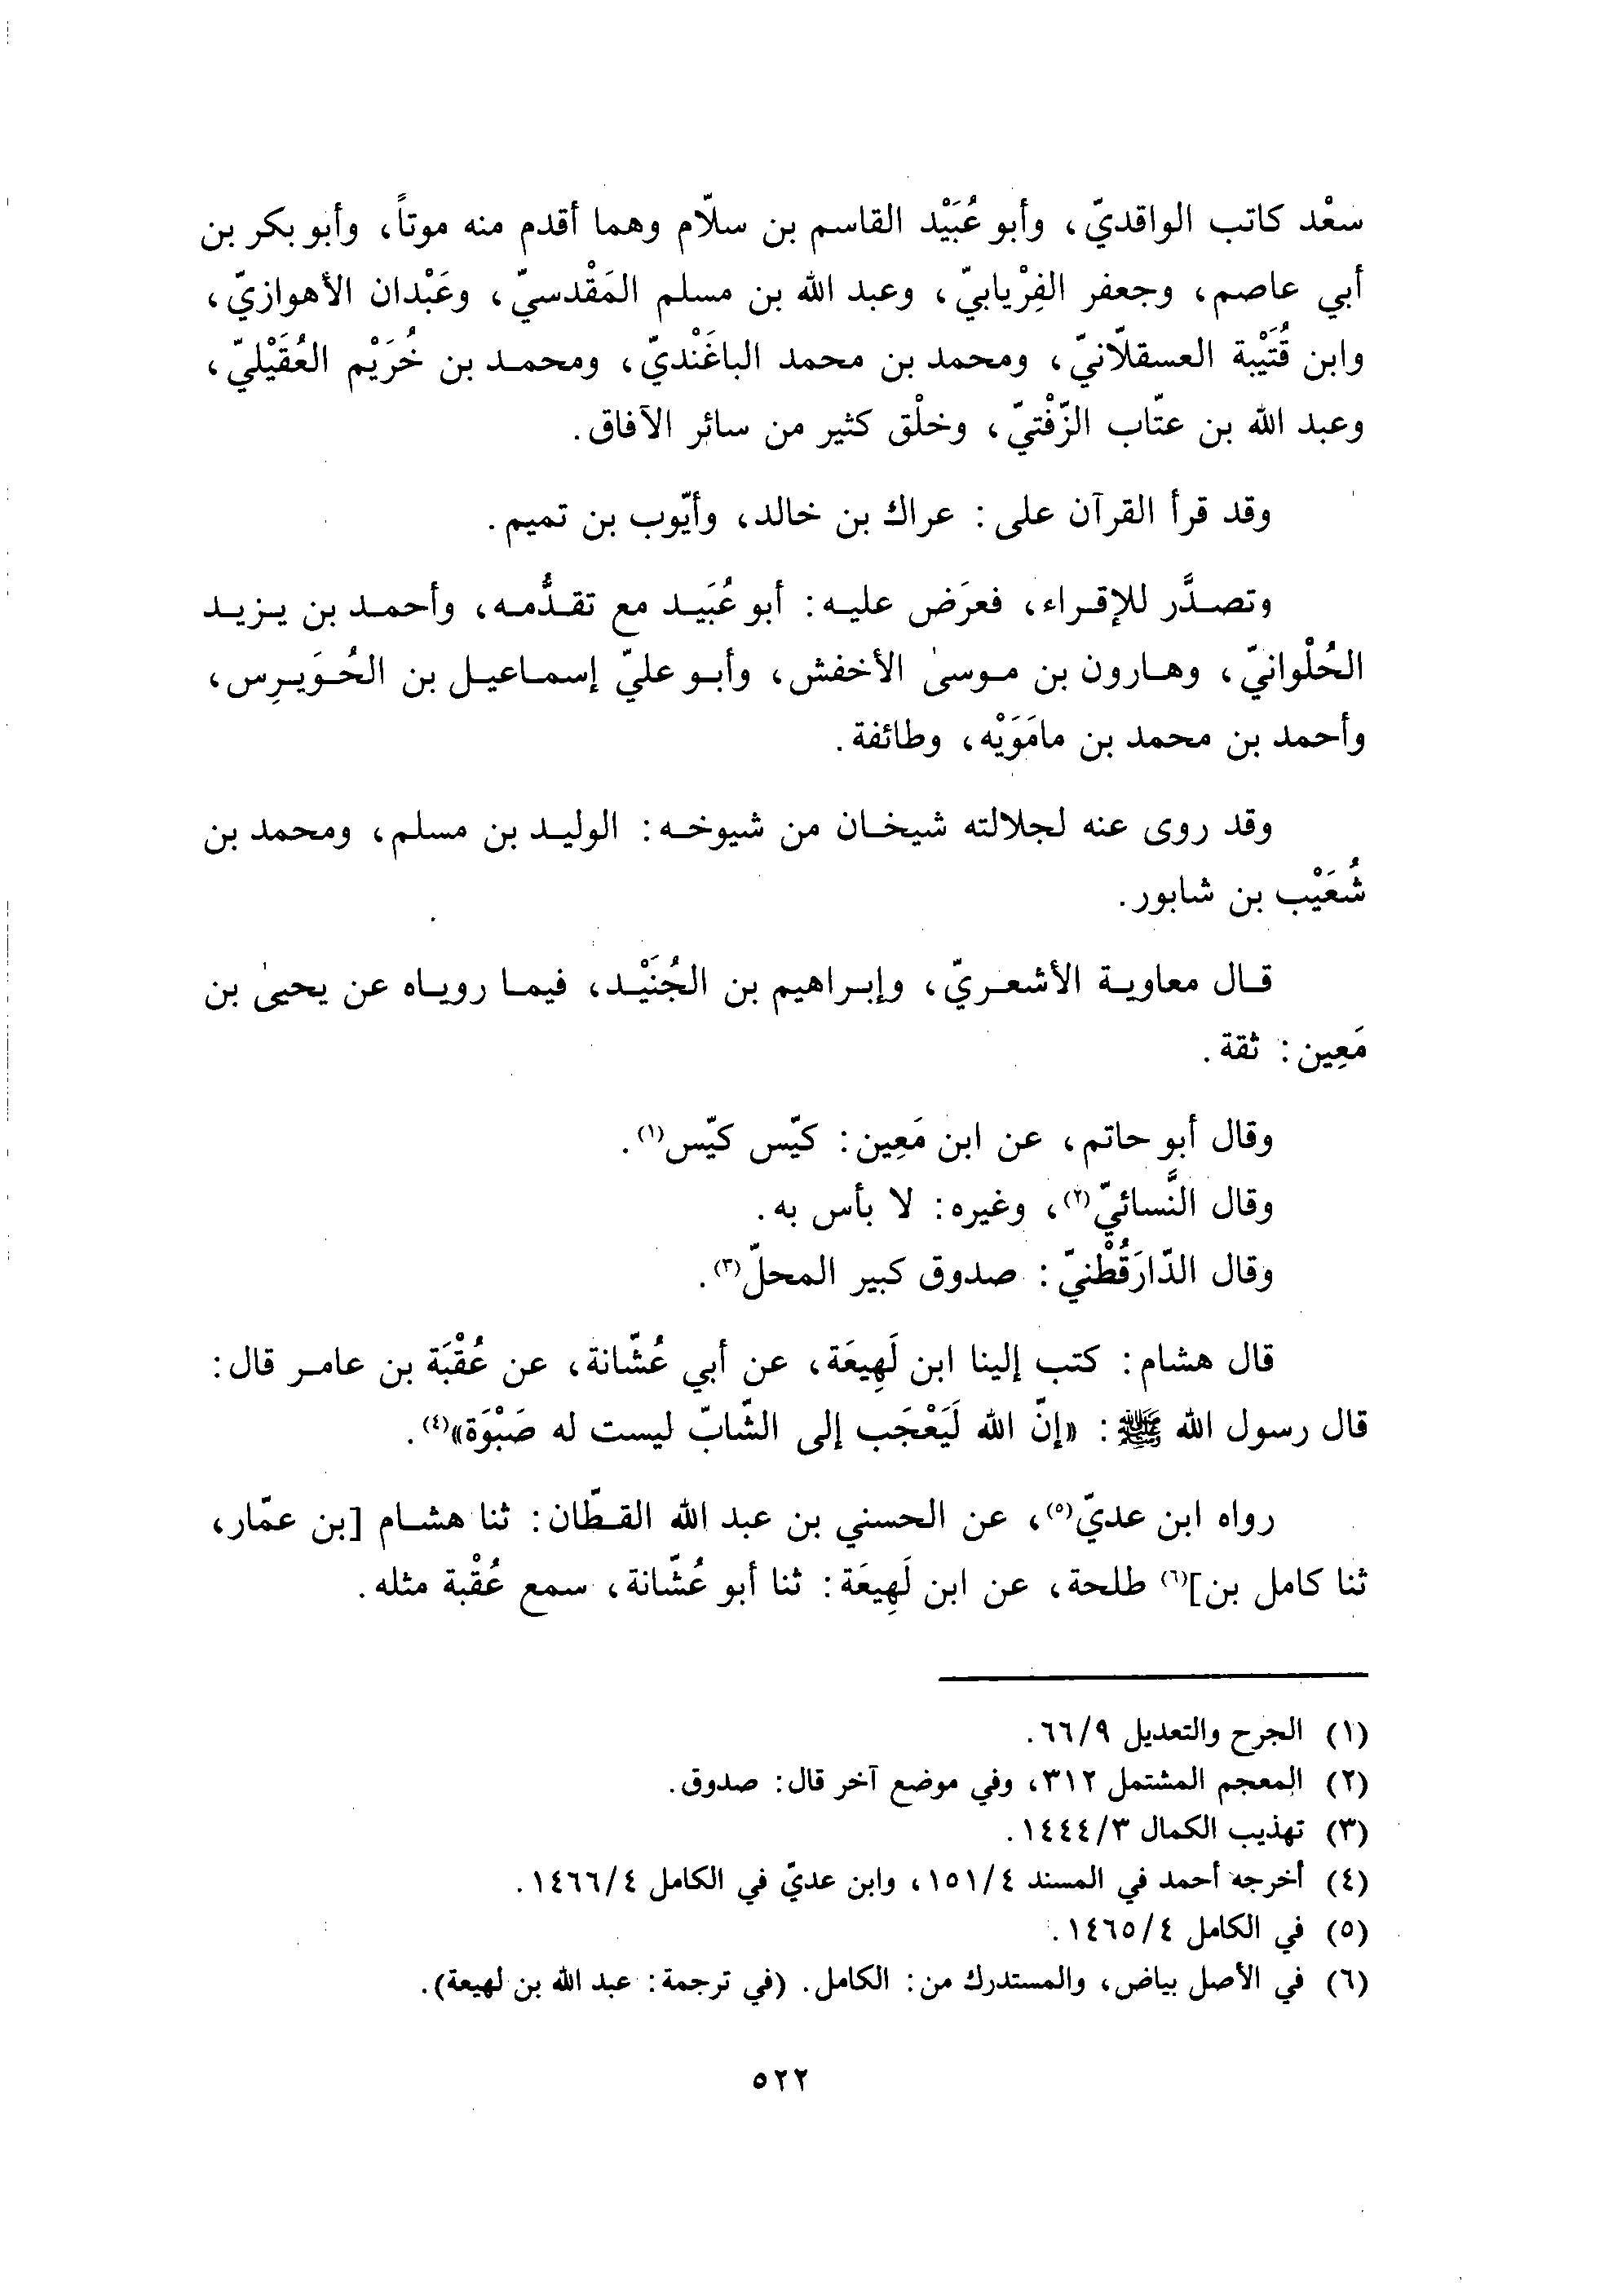 سعْد كاتب الواقديّ، وأبو عُبَيْد القاسم بن سلاّم وهما أقدم منه موتاً، وأبو بكر بن
أبي عاصم، وجعفر الفِرْيابيّ، وعبد الله بن مسلم المَقْدسيّ، وعَبْدان الأهوازيّ،
وابن قُتَيْبة العسقلاّنيّ، ومحمد بن محمد الباغَنْديّ، ومحمد بن خُرَيْم العُقَيْليّ،
وعبد الله بن عتّاب الزّفْتيّ، وخلْق كثير من سائر الآفاق.
وقد قرأ القرآن على: عراك بن خالد، وأيّوب بن تميم.
وتصدَّر للإقراء، فعرَض عليه: أبو عُبَيد مع تقدُّمه، وأحمد بن يزيد
الحُلْوانيّ، وهارون بن موسىٰ الأخفش، وأبو عليّ إسماعيل بن الحُوَيرِس،
وأحمد بن محمد بن مامَوَيْه، وطائفة.
وقد روى عنه لجلالته شيخان من شيوخه: الوليد بن مسلم، ومحمد بن
شُعَيْب بن شابور.
قال معاوية الأشعريّ، وإبراهيم بن الجُنَيْد، فيما روياه عن يحيىٰ بن
مَعِين: ثقة.
وقال أبو حاتم، عن ابن مَعِين: كيّس كيّس(١).
وقال النَّسائيّ(٢)، وغيره: لا بأس به.
وقال الدّارَقُطْنيّ: صدوق كبير المحلّ(٣).
قال هشام: كتب إلينا ابن لَهِيعَة، عن أبي عُشّانة، عن عُقْبَة بن عامر قال:
قال رسول الله ﷺ: «إنّ الله لَيَعْجَب إلى الشّابّ ليست له صَبْوَة»(٤).
رواه ابن عديّ(٥)، عن الحسني بن عبد الله القطّان: ثنا هشام [بن عمّار،
ثنا كامل بن](٦) طلحة، عن ابن لَهِيعَة: ثنا أبو عُشّانة، سمع عُقْبة مثله.
(١) الجرح والتعديل ٦٦/٩.
(٢) المعجم المشتمل ٣١٢، وفي موضع آخر قال: صدوق.
(٣) تهذيب الكمال ١٤٤٤/٣.
(٤) أخرجه أحمد في المسند ١٥١/٤، وابن عديّ في الكامل ١٤٦٦/٤.
(٥) في الكامل ١٤٦٥/٤.
(٦) في الأصل بياض، والمستدرك من: الكامل. (في ترجمة: عبد الله بن لهيعة).
٥٢٢